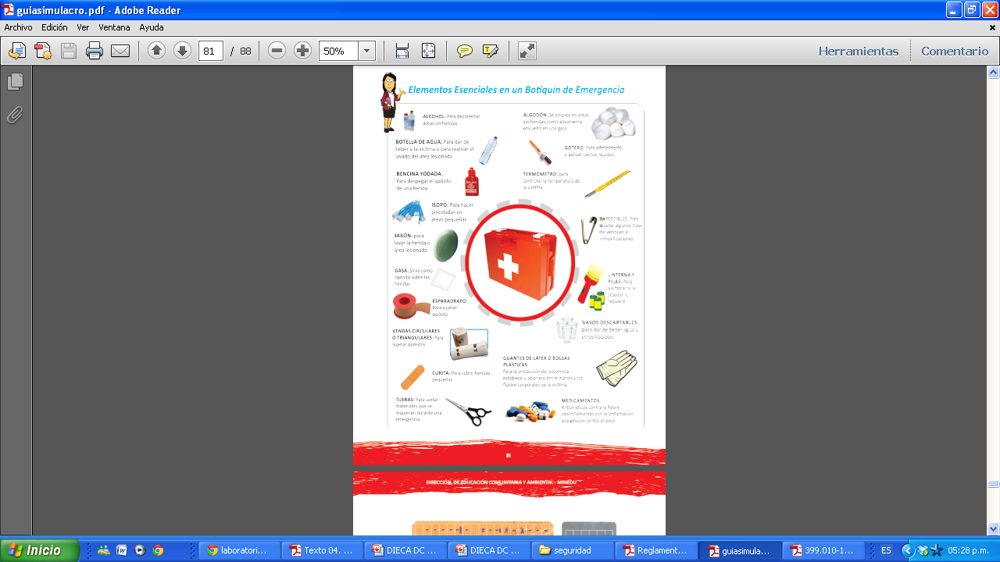 guiasimulacro.pdf - Adobe Reader
Archivo Edición Ver Ventana Ayuda
81 / 88 50% Herramientas Comentario
Elementos Esenciales en un Botiquín de Emergencia
ALCOHOL: Para desinfectar
áreas sin heridas
BOTELLA DE AGUA: Para dar de
beber a la víctima o para realizar el
lavado del área lesionada
BENCINA YODADA:
Para despegar el apósito
de una herida
ISOPO: Para hacer
pinceladas en
áreas pequeñas
JABÓN: para
lavar la herida o
área lesionada
GASA: Sirve como
opósito sobre las
heridas
ESPARADRAPO:
Para sujetar
opósito
VENDAS CIRCULARES
O TRIANGULARES: Para
sujetar opósitos
CURITA: Para cubrir heridas
pequeñas
TIJERAS: Para cortar
materiales que se
requieran durante una
emergencia
ALGODÓN: Se emplea en áreas
sin heridas como absorvente
envuelto en una gasa
GOTERO: Para administrarlo
o aplicar ciertos líquidos
TERMÓMETRO: para
controlar la temperatura de
la víctima
IMPERDIBLES: Para
sujetar algunos tipos
de vendajes e
inmovilizaciones
LINTERNA Y
PILAS: Para
alumbrar si la
ocasión lo
requiere
VASOS DESCARTABLES:
para dar de beber agua u
otros líquidos.
GUANTES DE LÁTEX O BOLSAS
PLÁSTICAS:
Para la protección del socorrista
establece u abarrera entre manos y los
fluidos corporales de la víctima.
MEDICAMENTOS:
Antipiréticos contra la fiebre
contra la inflamación
analgésicos contra el dolor
81
DIRECCIÓN DE EDUCACIÓN COMUNITARIA Y AMBIENTAL - MINEDU
Inicio laboratori... Texto 04. ... DIECA DC ... DIECA DC ... seguridad Reglament... guiasimula... 399.010-1... ES 05:28 p.m.